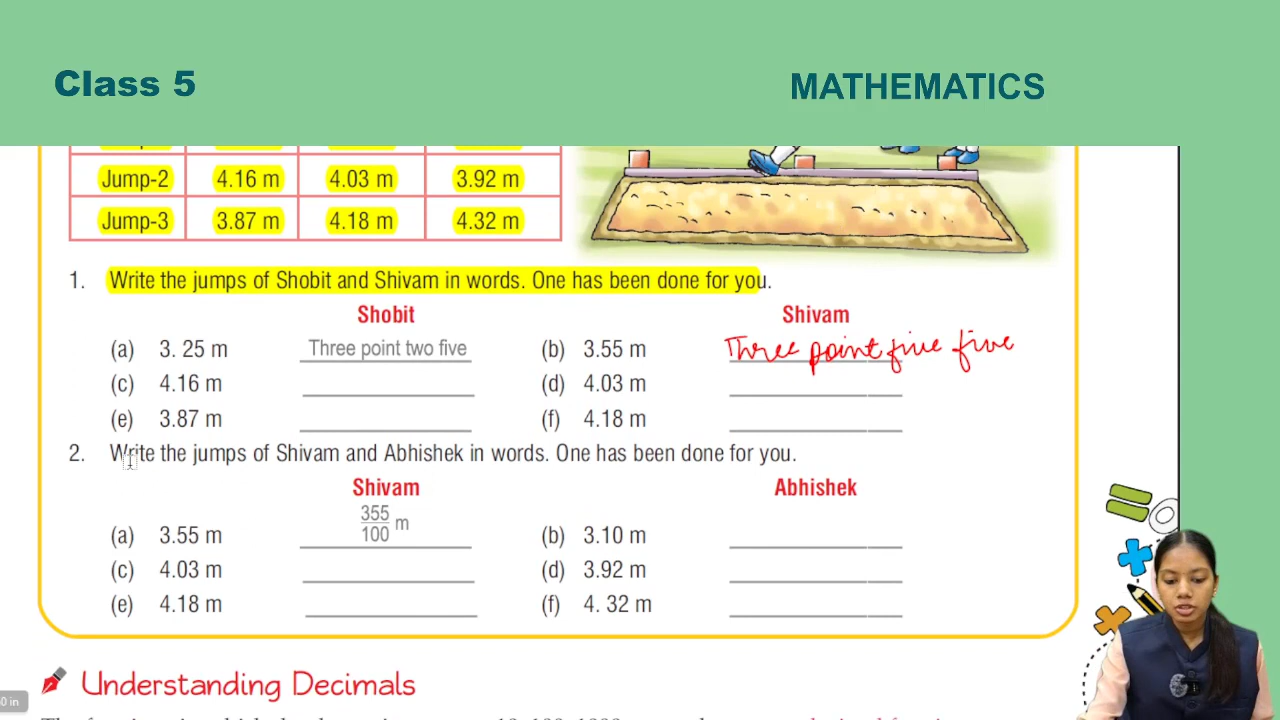 Class 5
MATHEMATICS
Jump-2 4.16 m 4.03 m 3.92 m
Jump-3 3.87 m 4.18 m 4.32 m
1. Write the jumps of Shobit and Shivam in words. One has been done for you.
Shobit Shivam
(a) 3. 25 m Three point two five (b) 3.55 m Three point five five
(c) 4.16 m (d) 4.03 m
(e) 3.87 m (f) 4.18 m
2. Write the jumps of Shivam and Abhishek in words. One has been done for you.
Shivam Abhishek
(a) 3.55 m 355/100 m (b) 3.10 m
(c) 4.03 m (d) 3.92 m
(e) 4.18 m (f) 4. 32 m
Understanding Decimals